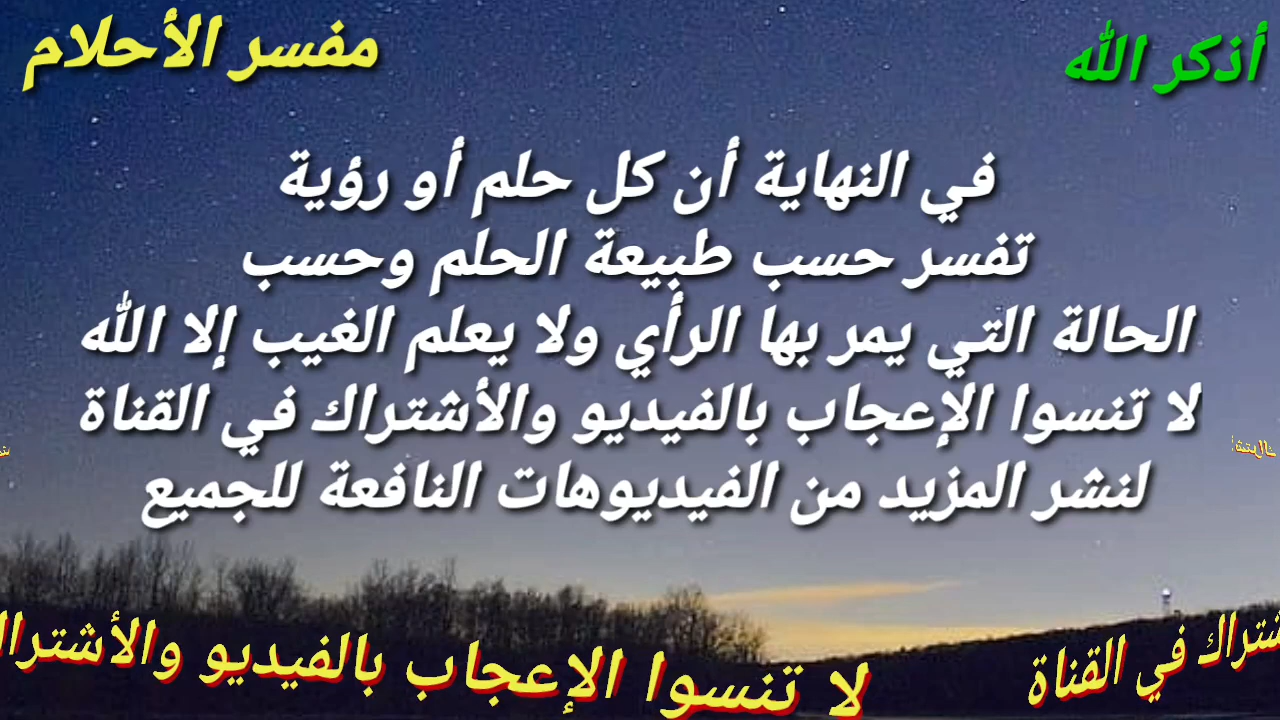 أذكر الله
مفسر الأحلام
في النهاية أن كل حلم أو رؤية
تفسر حسب طبيعة الحلم وحسب
الحالة التي يمر بها الرأي ولا يعلم الغيب إلا الله
لا تنسوا الإعجاب بالفيديو والأشتراك في القناة
لنشر المزيد من الفيديوهات النافعة للجميع
شتراك في القناة
لا تنسوا الإعجاب بالفيديو والأشترا